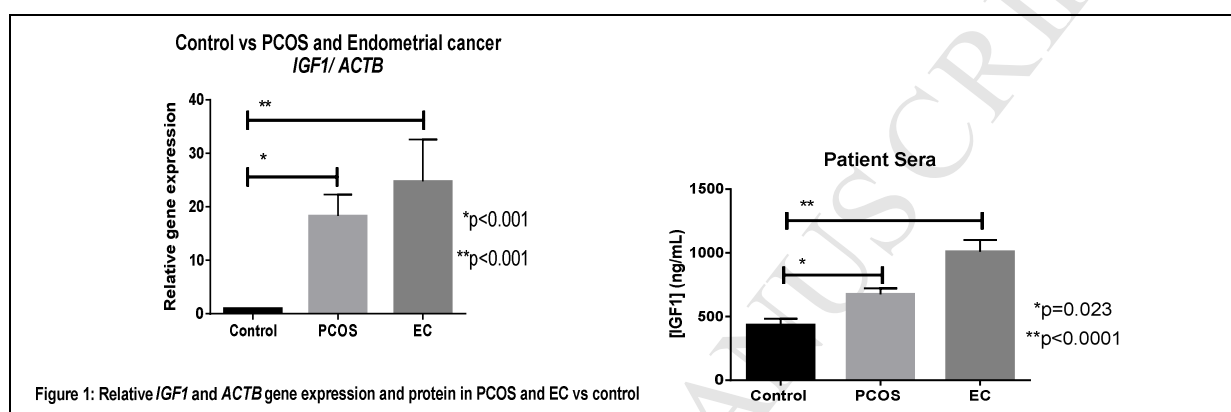 Control vs PCOS and Endometrial cancer
IGF1/ ACTB
Relative gene expression
40
30
20
10
0
**
*
Control
PCOS
EC
*p<0.001
**p<0.001
Patient Sera
[IGF1] (ng/mL)
1500
1000
500
0
**
*
Control
PCOS
EC
*p=0.023
**p<0.0001
Figure 1: Relative IGF1 and ACTB gene expression and protein in PCOS and EC vs control